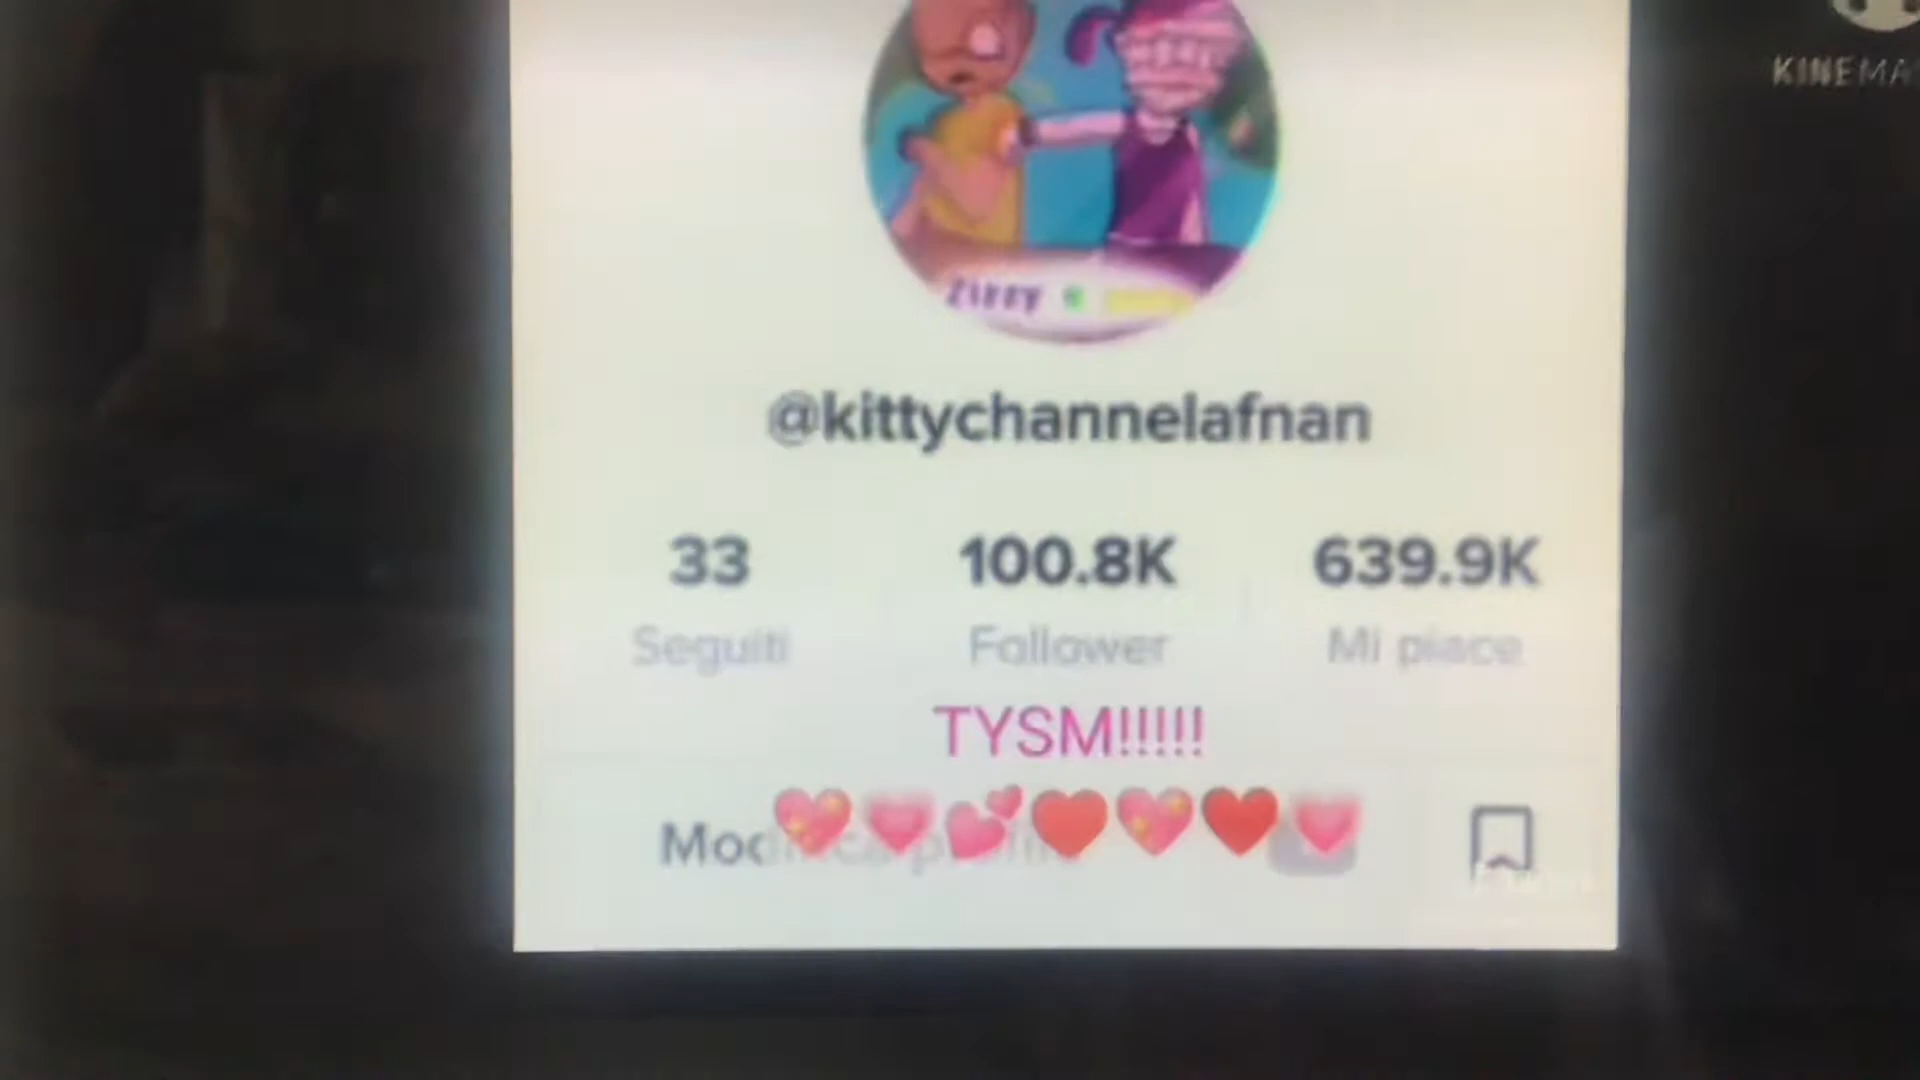 KINEMA
@kittychannelafnan
33 100.8K 639.9K
Seguiti Follower Mi piace
TYSM!!!!!
💖💗💕❤️💖❤️💗